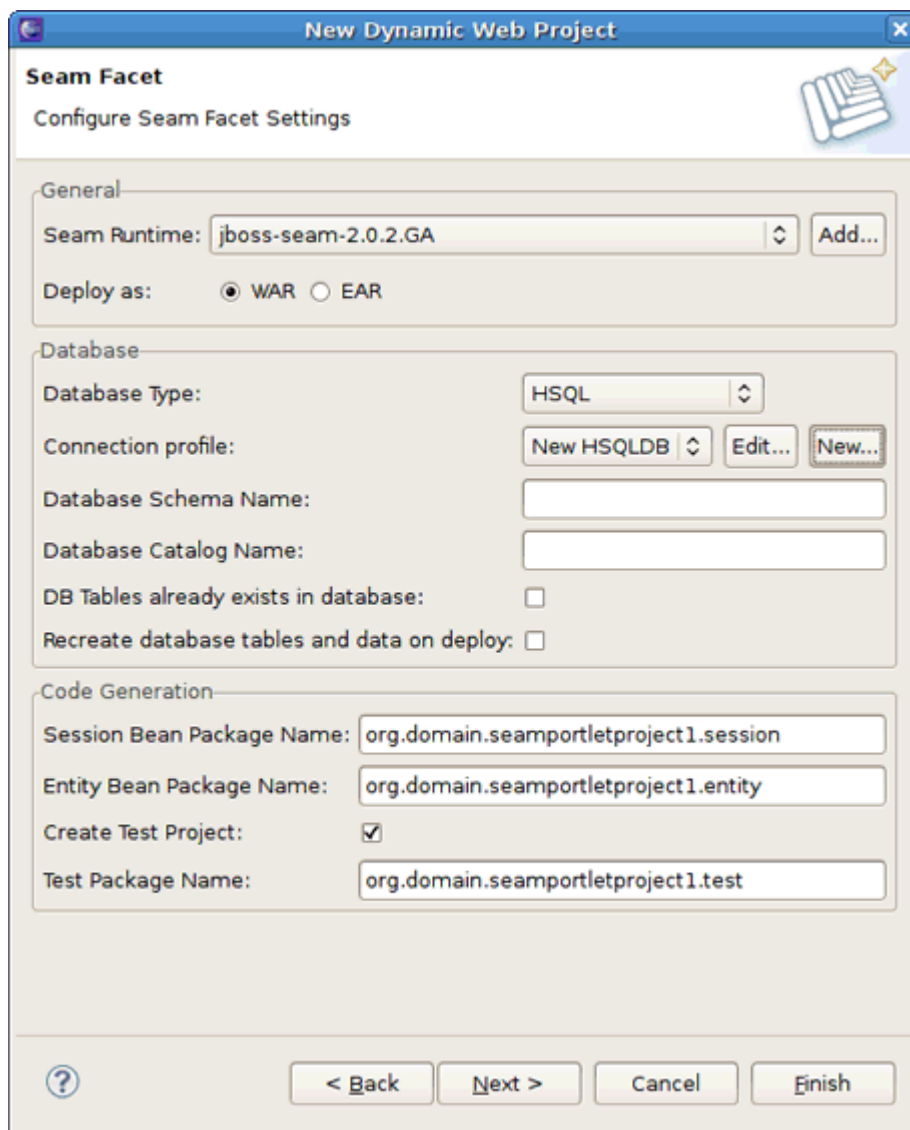 New Dynamic Web Project
Seam Facet
Configure Seam Facet Settings
General
Seam Runtime: jboss-seam-2.0.2.GA Add...
Deploy as: WAR EAR
Database
Database Type: HSQL
Connection profile: New HSQLDB Edit... New...
Database Schema Name:
Database Catalog Name:
DB Tables already exists in database:
Recreate database tables and data on deploy:
Code Generation
Session Bean Package Name: org.domain.seamportletproject1.session
Entity Bean Package Name: org.domain.seamportletproject1.entity
Create Test Project:
Test Package Name: org.domain.seamportletproject1.test
? < Back Next > Cancel Finish